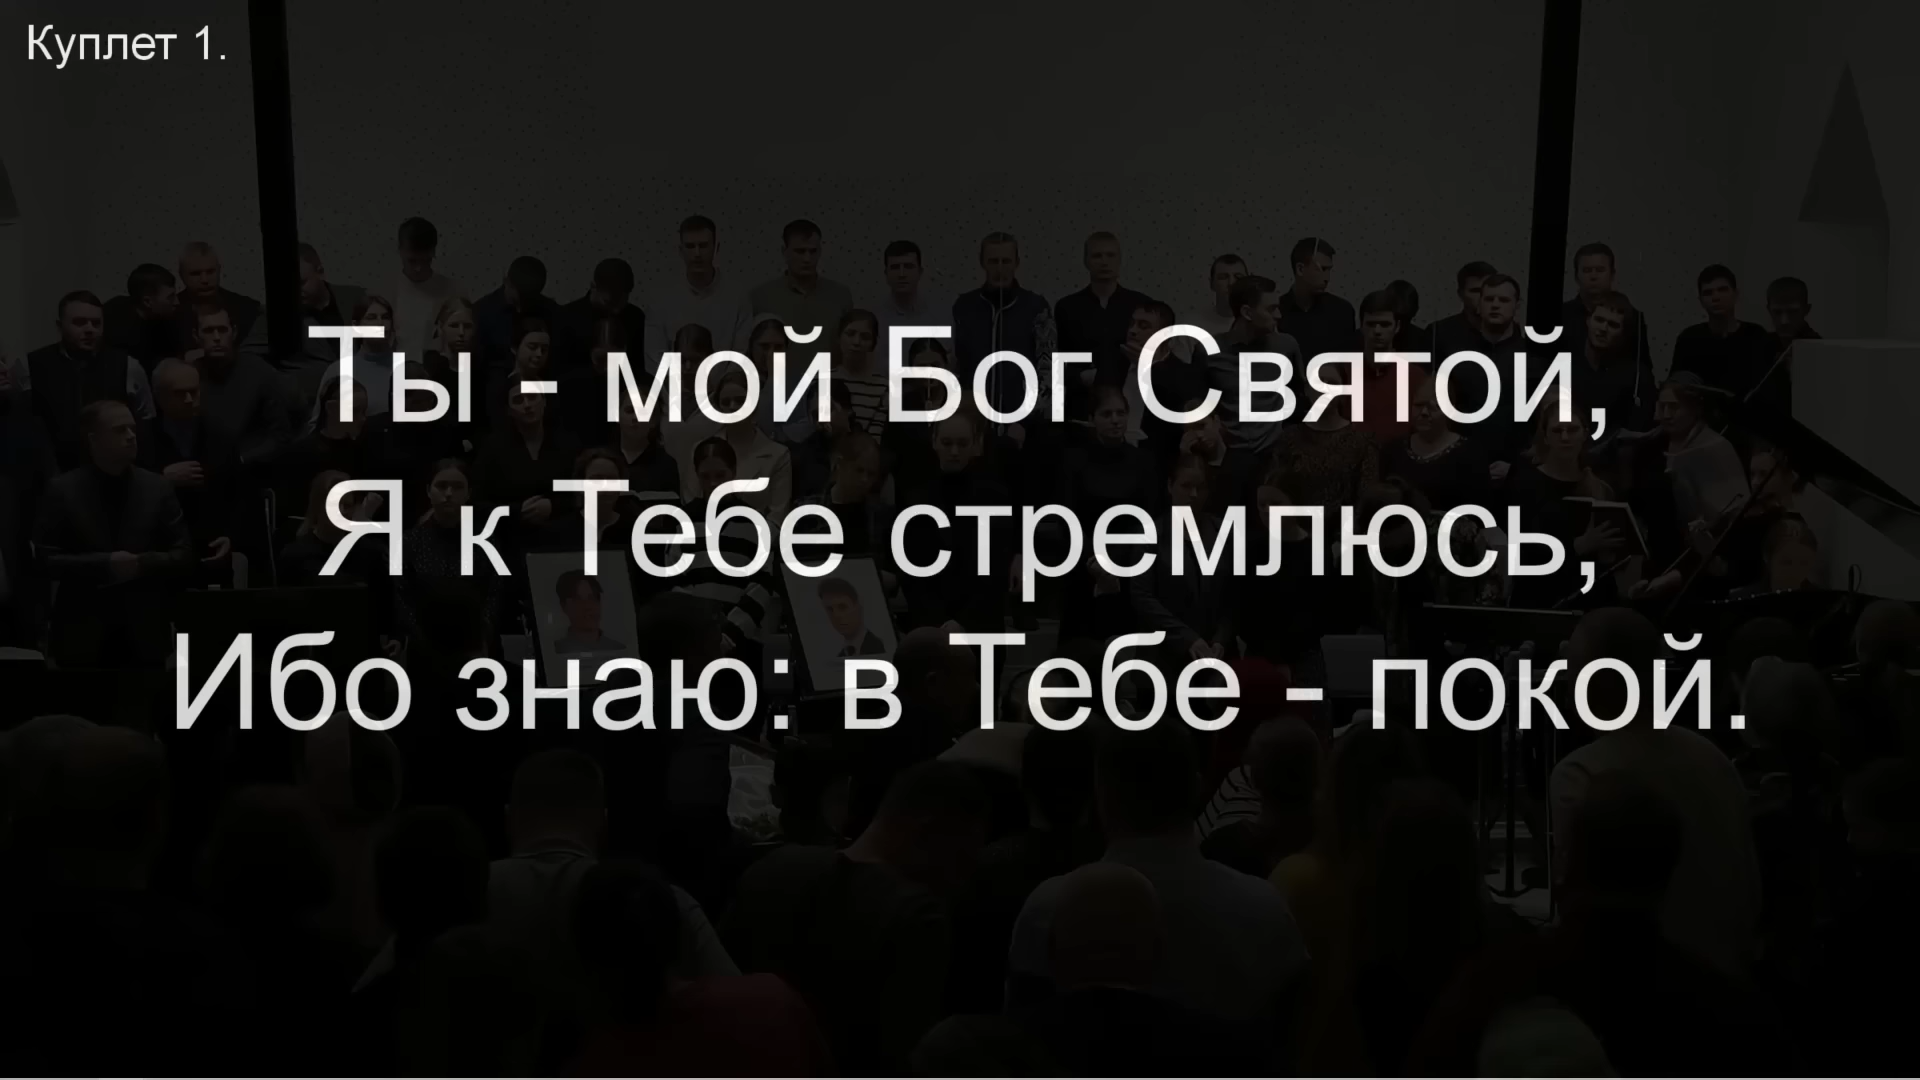 Куплет 1.
Ты - мой Бог Святой,
Я к Тебе стремлюсь,
Ибо знаю: в Тебе - покой.